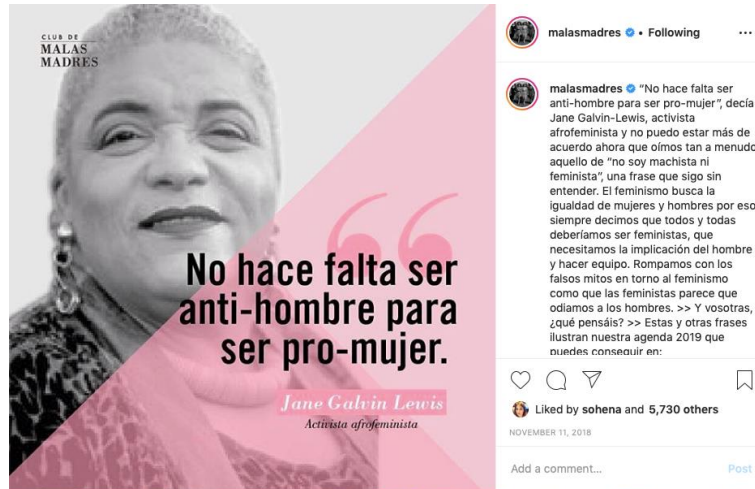 CLUB DE
MALAS
MADRES
“
No hace falta ser
anti-hombre para
ser pro-mujer.
Jane Galvin Lewis
Activista afrofeminista
malasmadres • Following
...
malasmadres “No hace falta ser
anti-hombre para ser pro-mujer”, decía
Jane Galvin-Lewis, activista
afrofeminista y no puedo estar más de
acuerdo ahora que oímos tan a menudo
aquello de “no soy machista ni
feminista”, una frase que sigo sin
entender. El feminismo busca la
igualdad de mujeres y hombres por eso
siempre decimos que todos y todas
deberíamos ser feministas, que
necesitamos la implicación del hombre
y hacer equipo. Rompamos con los
falsos mitos en torno al feminismo
como que las feministas parece que
odiamos a los hombres. >> Y vosotras,
¿qué pensáis? >> Estas y otras frases
ilustran nuestra agenda 2019 que
puedes conseguir en:
Liked by sohena and 5,730 others
NOVEMBER 11, 2018
Add a comment...
Post